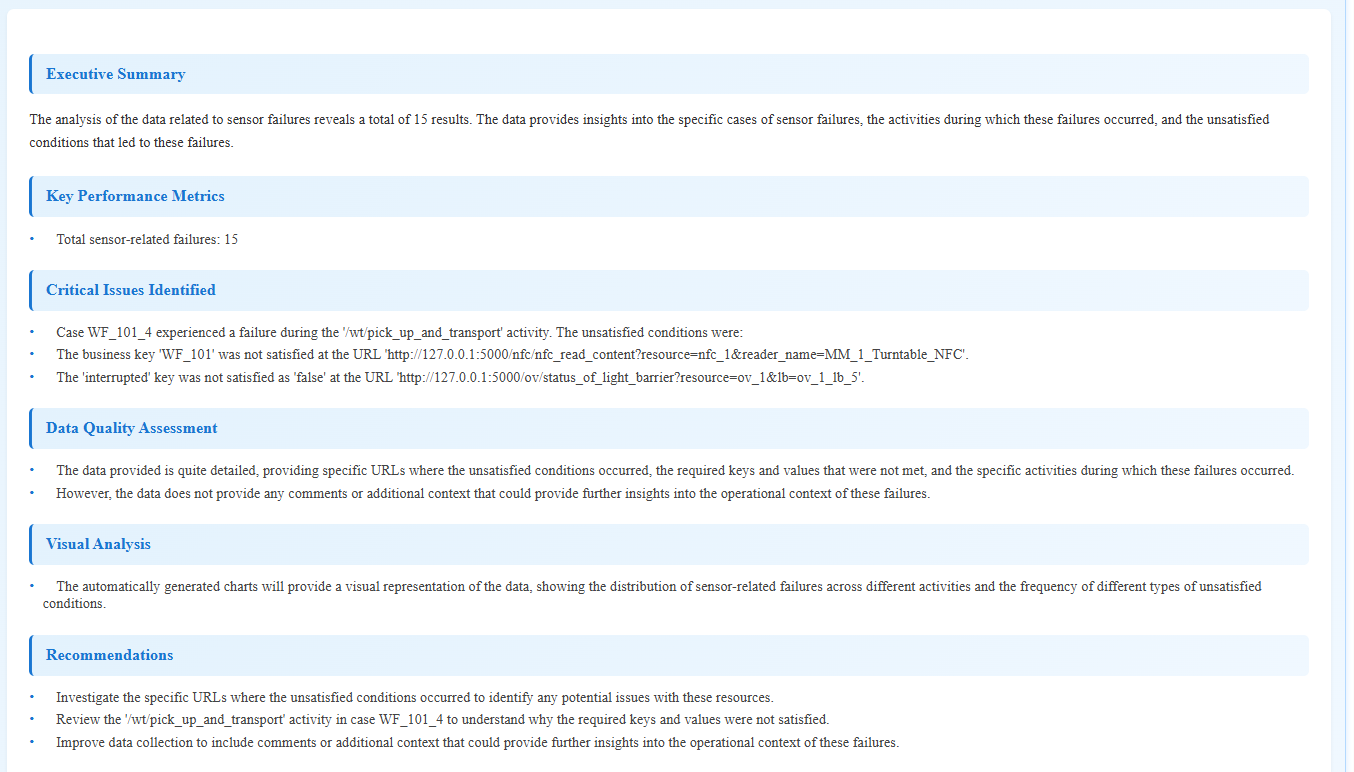 Executive Summary
The analysis of the data related to sensor failures reveals a total of 15 results. The data provides insights into the specific cases of sensor failures, the activities during which these failures occurred, and the unsatisfied
conditions that led to these failures.
Key Performance Metrics
• Total sensor-related failures: 15
Critical Issues Identified
• Case WF_101_4 experienced a failure during the '/wt/pick_up_and_transport' activity. The unsatisfied conditions were:
• The business key 'WF_101' was not satisfied at the URL 'http://127.0.0.1:5000/nfc/nfc_read_content?resource=nfc_1&reader_name=MM_1_Turntable_NFC'.
• The 'interrupted' key was not satisfied as 'false' at the URL 'http://127.0.0.1:5000/ov/status_of_light_barrier?resource=ov_1&lb=ov_1_lb_5'.
Data Quality Assessment
• The data provided is quite detailed, providing specific URLs where the unsatisfied conditions occurred, the required keys and values that were not met, and the specific activities during which these failures occurred.
• However, the data does not provide any comments or additional context that could provide further insights into the operational context of these failures.
Visual Analysis
• The automatically generated charts will provide a visual representation of the data, showing the distribution of sensor-related failures across different activities and the frequency of different types of unsatisfied
conditions.
Recommendations
• Investigate the specific URLs where the unsatisfied conditions occurred to identify any potential issues with these resources.
• Review the '/wt/pick_up_and_transport' activity in case WF_101_4 to understand why the required keys and values were not satisfied.
• Improve data collection to include comments or additional context that could provide further insights into the operational context of these failures.